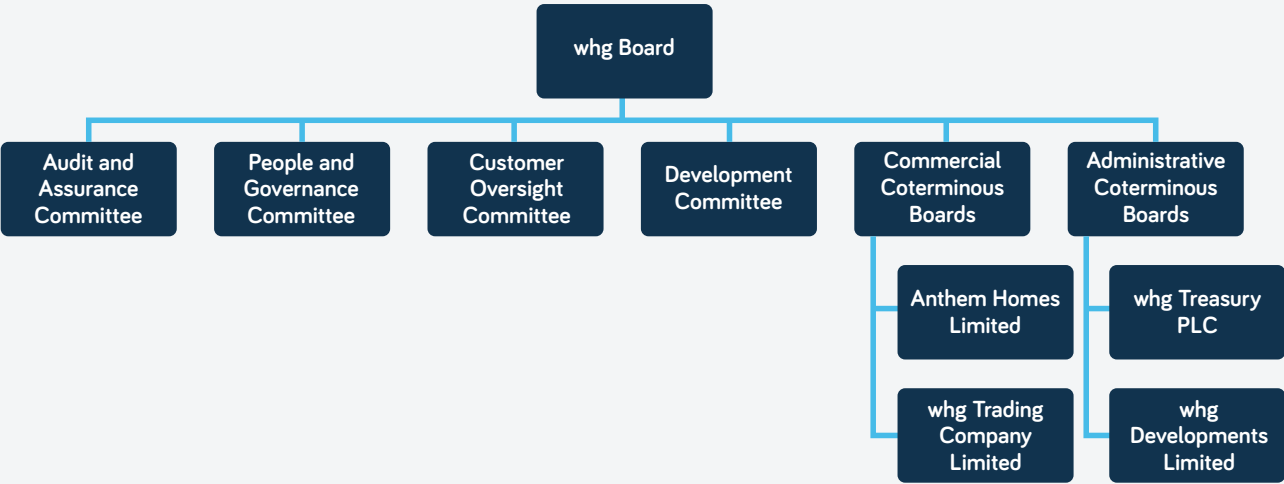 whg Board
Audit and
Assurance
Committee
People and
Governance
Committee
Customer
Oversight
Committee
Development
Committee
Commercial
Coterminous
Boards
Administrative
Coterminous
Boards
Anthem Homes
Limited
whg Treasury
PLC
whg Trading
Company
Limited
whg
Developments
Limited